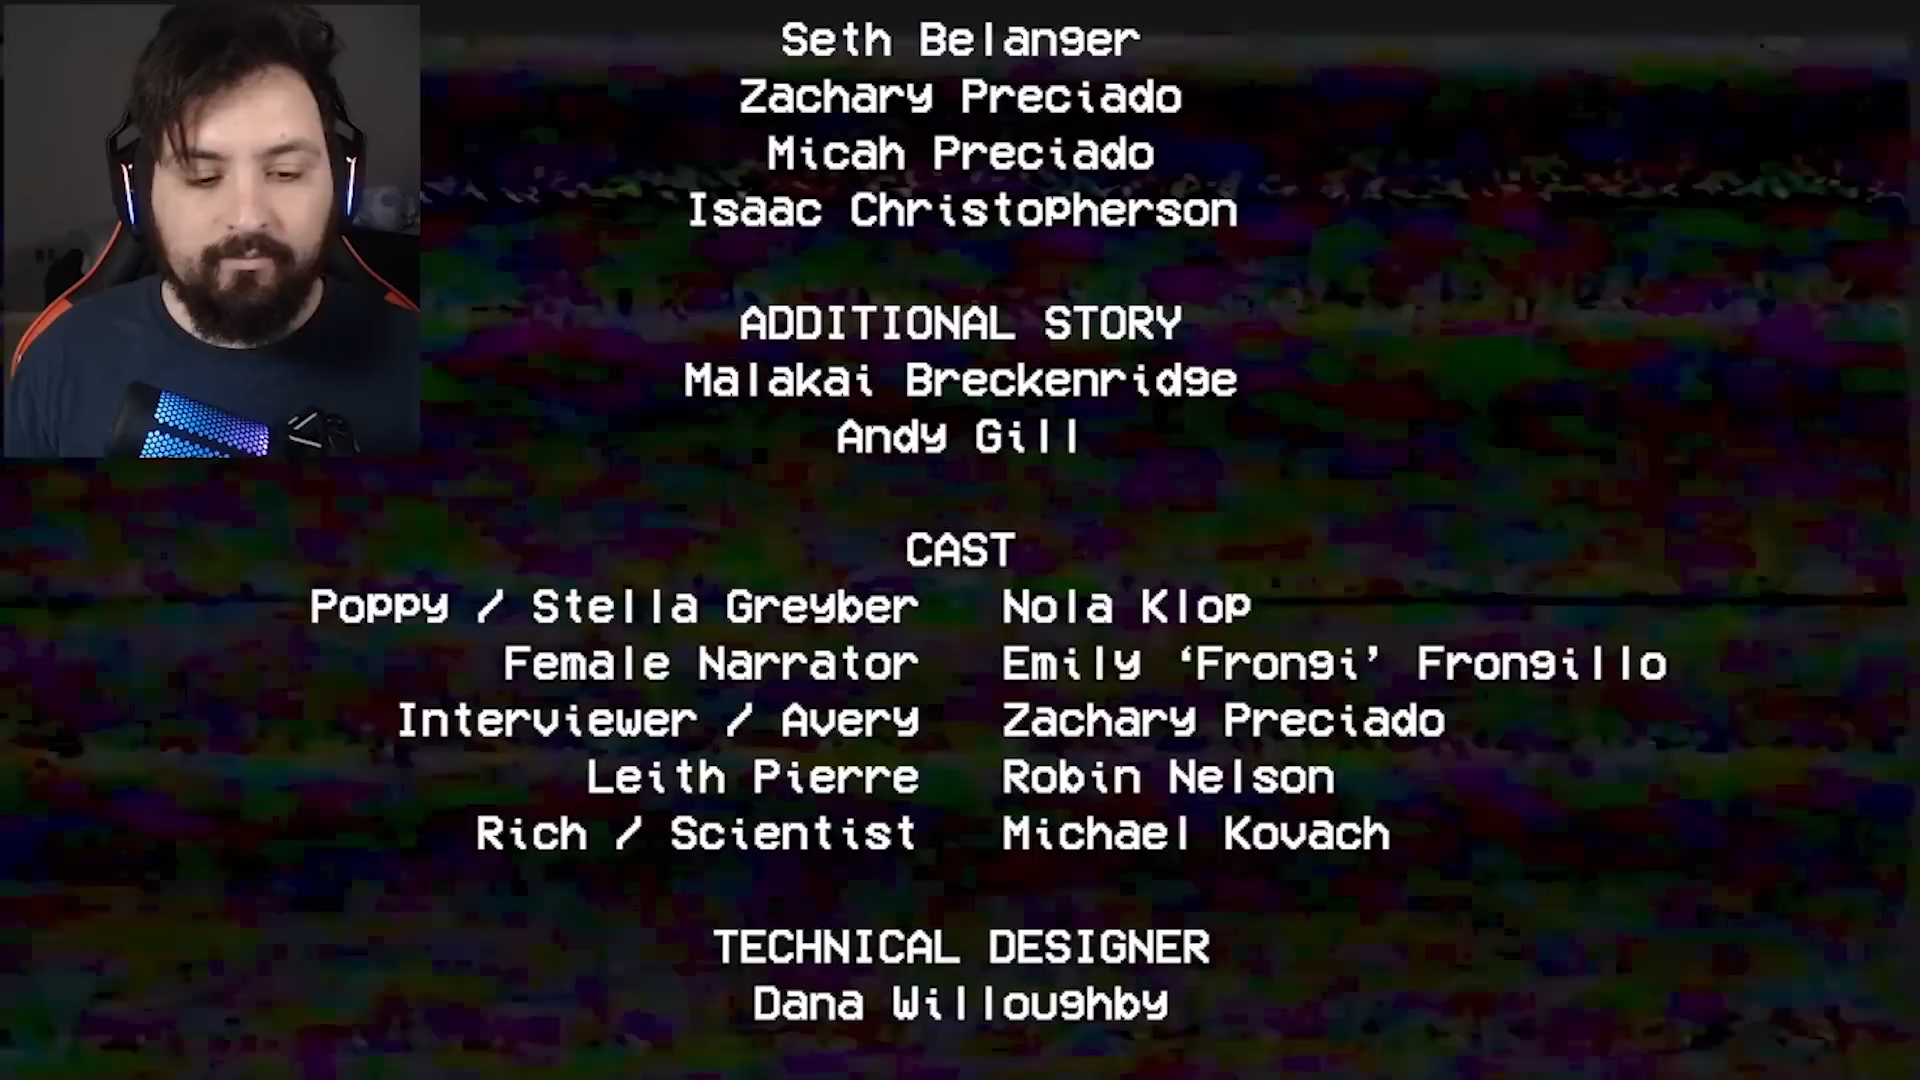 Seth Belanger
Zachary Preciado
Micah Preciado
Isaac Christopherson
ADDITIONAL STORY
Malakai Breckenridge
Andy Gill
CAST
Poppy / Stella Greyber Nola Klop
Female Narrator Emily ‘Frongi’ Frongillo
Interviewer / Avery Zachary Preciado
Leith Pierre Robin Nelson
Rich / Scientist Michael Kovach
TECHNICAL DESIGNER
Dana Willoughby